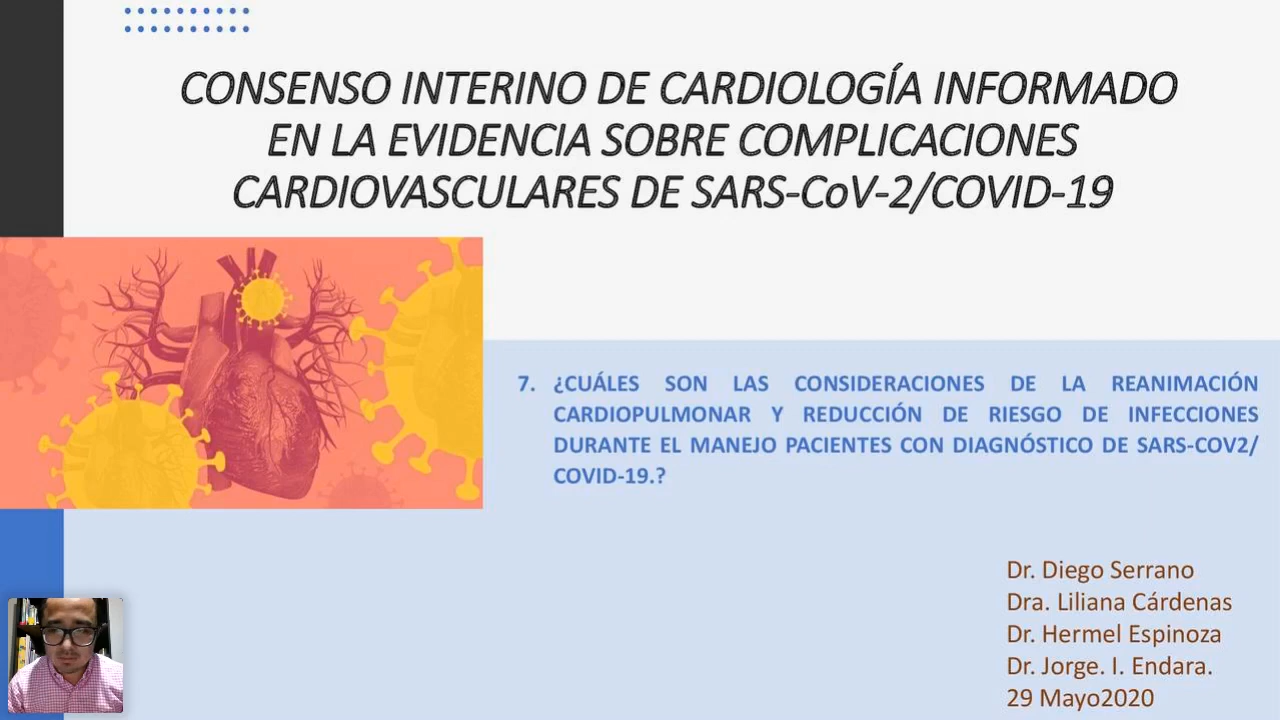 CONSENSO INTERINO DE CARDIOLOGÍA INFORMADO
EN LA EVIDENCIA SOBRE COMPLICACIONES
CARDIOVASCULARES DE SARS-CoV-2/COVID-19
7. ¿CUÁLES SON LAS CONSIDERACIONES DE LA REANIMACIÓN
CARDIOPULMONAR Y REDUCCIÓN DE RIESGO DE INFECCIONES
DURANTE EL MANEJO PACIENTES CON DIAGNÓSTICO DE SARS-COV2/
COVID-19.?
Dr. Diego Serrano
Dra. Liliana Cárdenas
Dr. Hermel Espinoza
Dr. Jorge. I. Endara.
29 Mayo2020